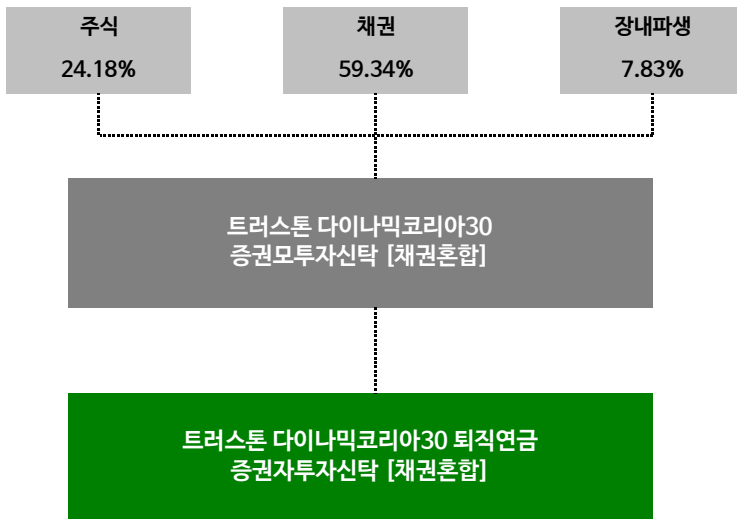 주식
24.18%
채권
59.34%
장내파생
7.83%
트러스톤 다이나믹코리아30
증권모투자신탁 [채권혼합]
트러스톤 다이나믹코리아30 퇴직연금
증권자투자신탁 [채권혼합]